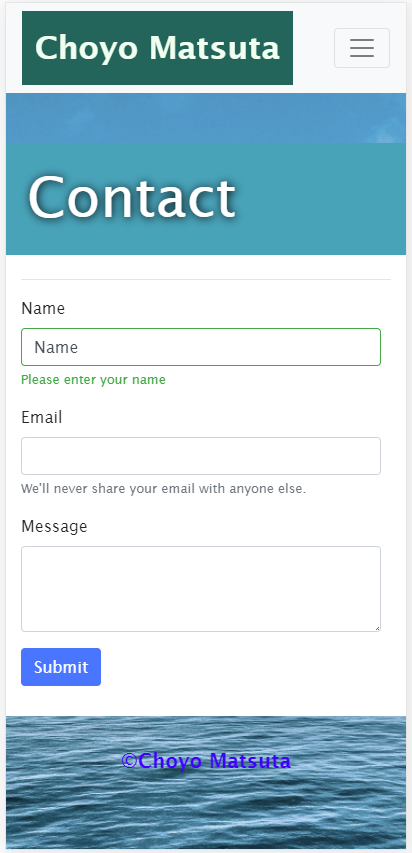 Choyo Matsuta
Contact
Name
Name
Please enter your name
Email
We'll never share your email with anyone else.
Message
Submit
©Choyo Matsuta